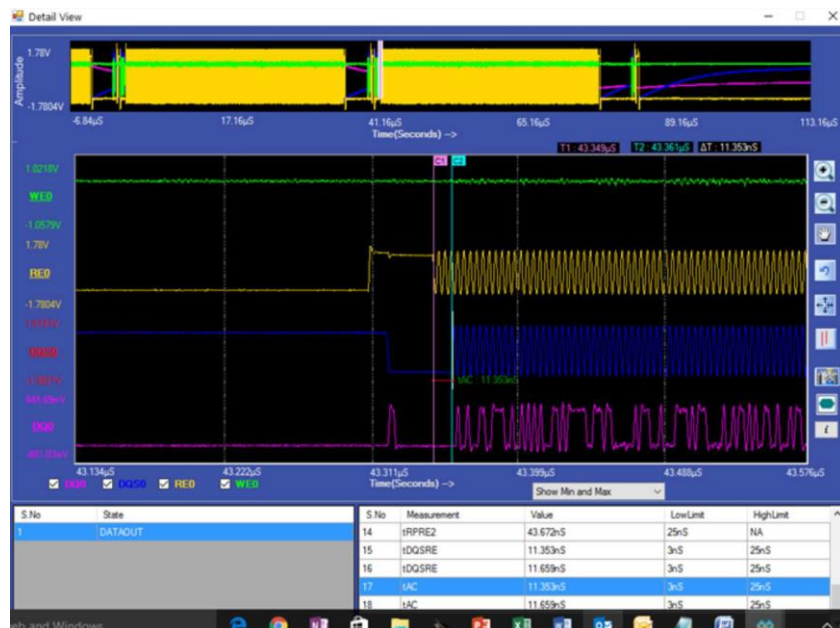 Detail View
1.78V
Amplitude
-1.7804V
-6.84µS 17.16µS 41.16µS 65.16µS 89.16µS 113.16µS
Time(Seconds) -->
T1 : 43.349µS T2 : 43.361µS ΔT : 11.353nS
C1 C2
1.0218V
WE0
-1.0579V
1.78V
RE0
-1.7804V
DQS0
tAC : 11.353nS
DQ0
43.134µS 43.222µS 43.311µS 43.399µS 43.488µS 43.576µS
DQ0 DQS0 RE0 WE0 Time(Seconds) -->
Show Min and Max
S.No State
1 DATAOUT
S.No Measurement Value LowLimit HighLimit
14 tRPRE2 43.672nS 25nS NA
15 tDQSRE 11.353nS 3nS 25nS
16 tDQSRE 11.659nS 3nS 25nS
17 tAC 11.353nS 3nS 25nS
18 tAC 11.659nS 3nS 25nS
eb and Windows